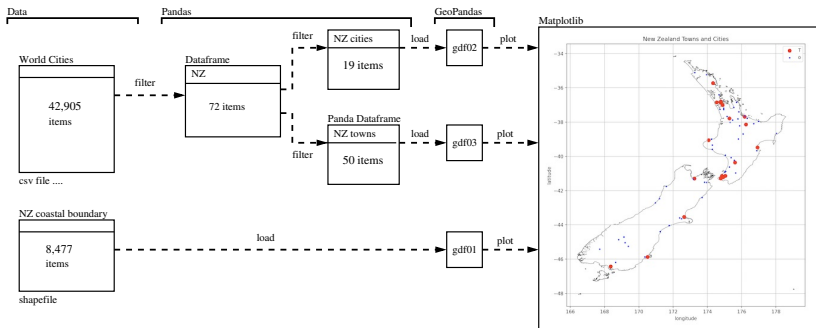 Data
Pandas
GeoPandas
Matplotlib
World Cities
42,905
items
csv file ....
filter
Dataframe
NZ
72 items
filter
filter
NZ cities
19 items
Panda Dataframe
NZ towns
50 items
load
load
gdf02
gdf03
plot
plot
NZ coastal boundary
8,477
items
shapefile
load
gdf01
plot
New Zealand Towns and Cities
−34
−36
−38
−40
−42
−44
−46
−48
latitude
166
168
170
172
174
176
178
longitude